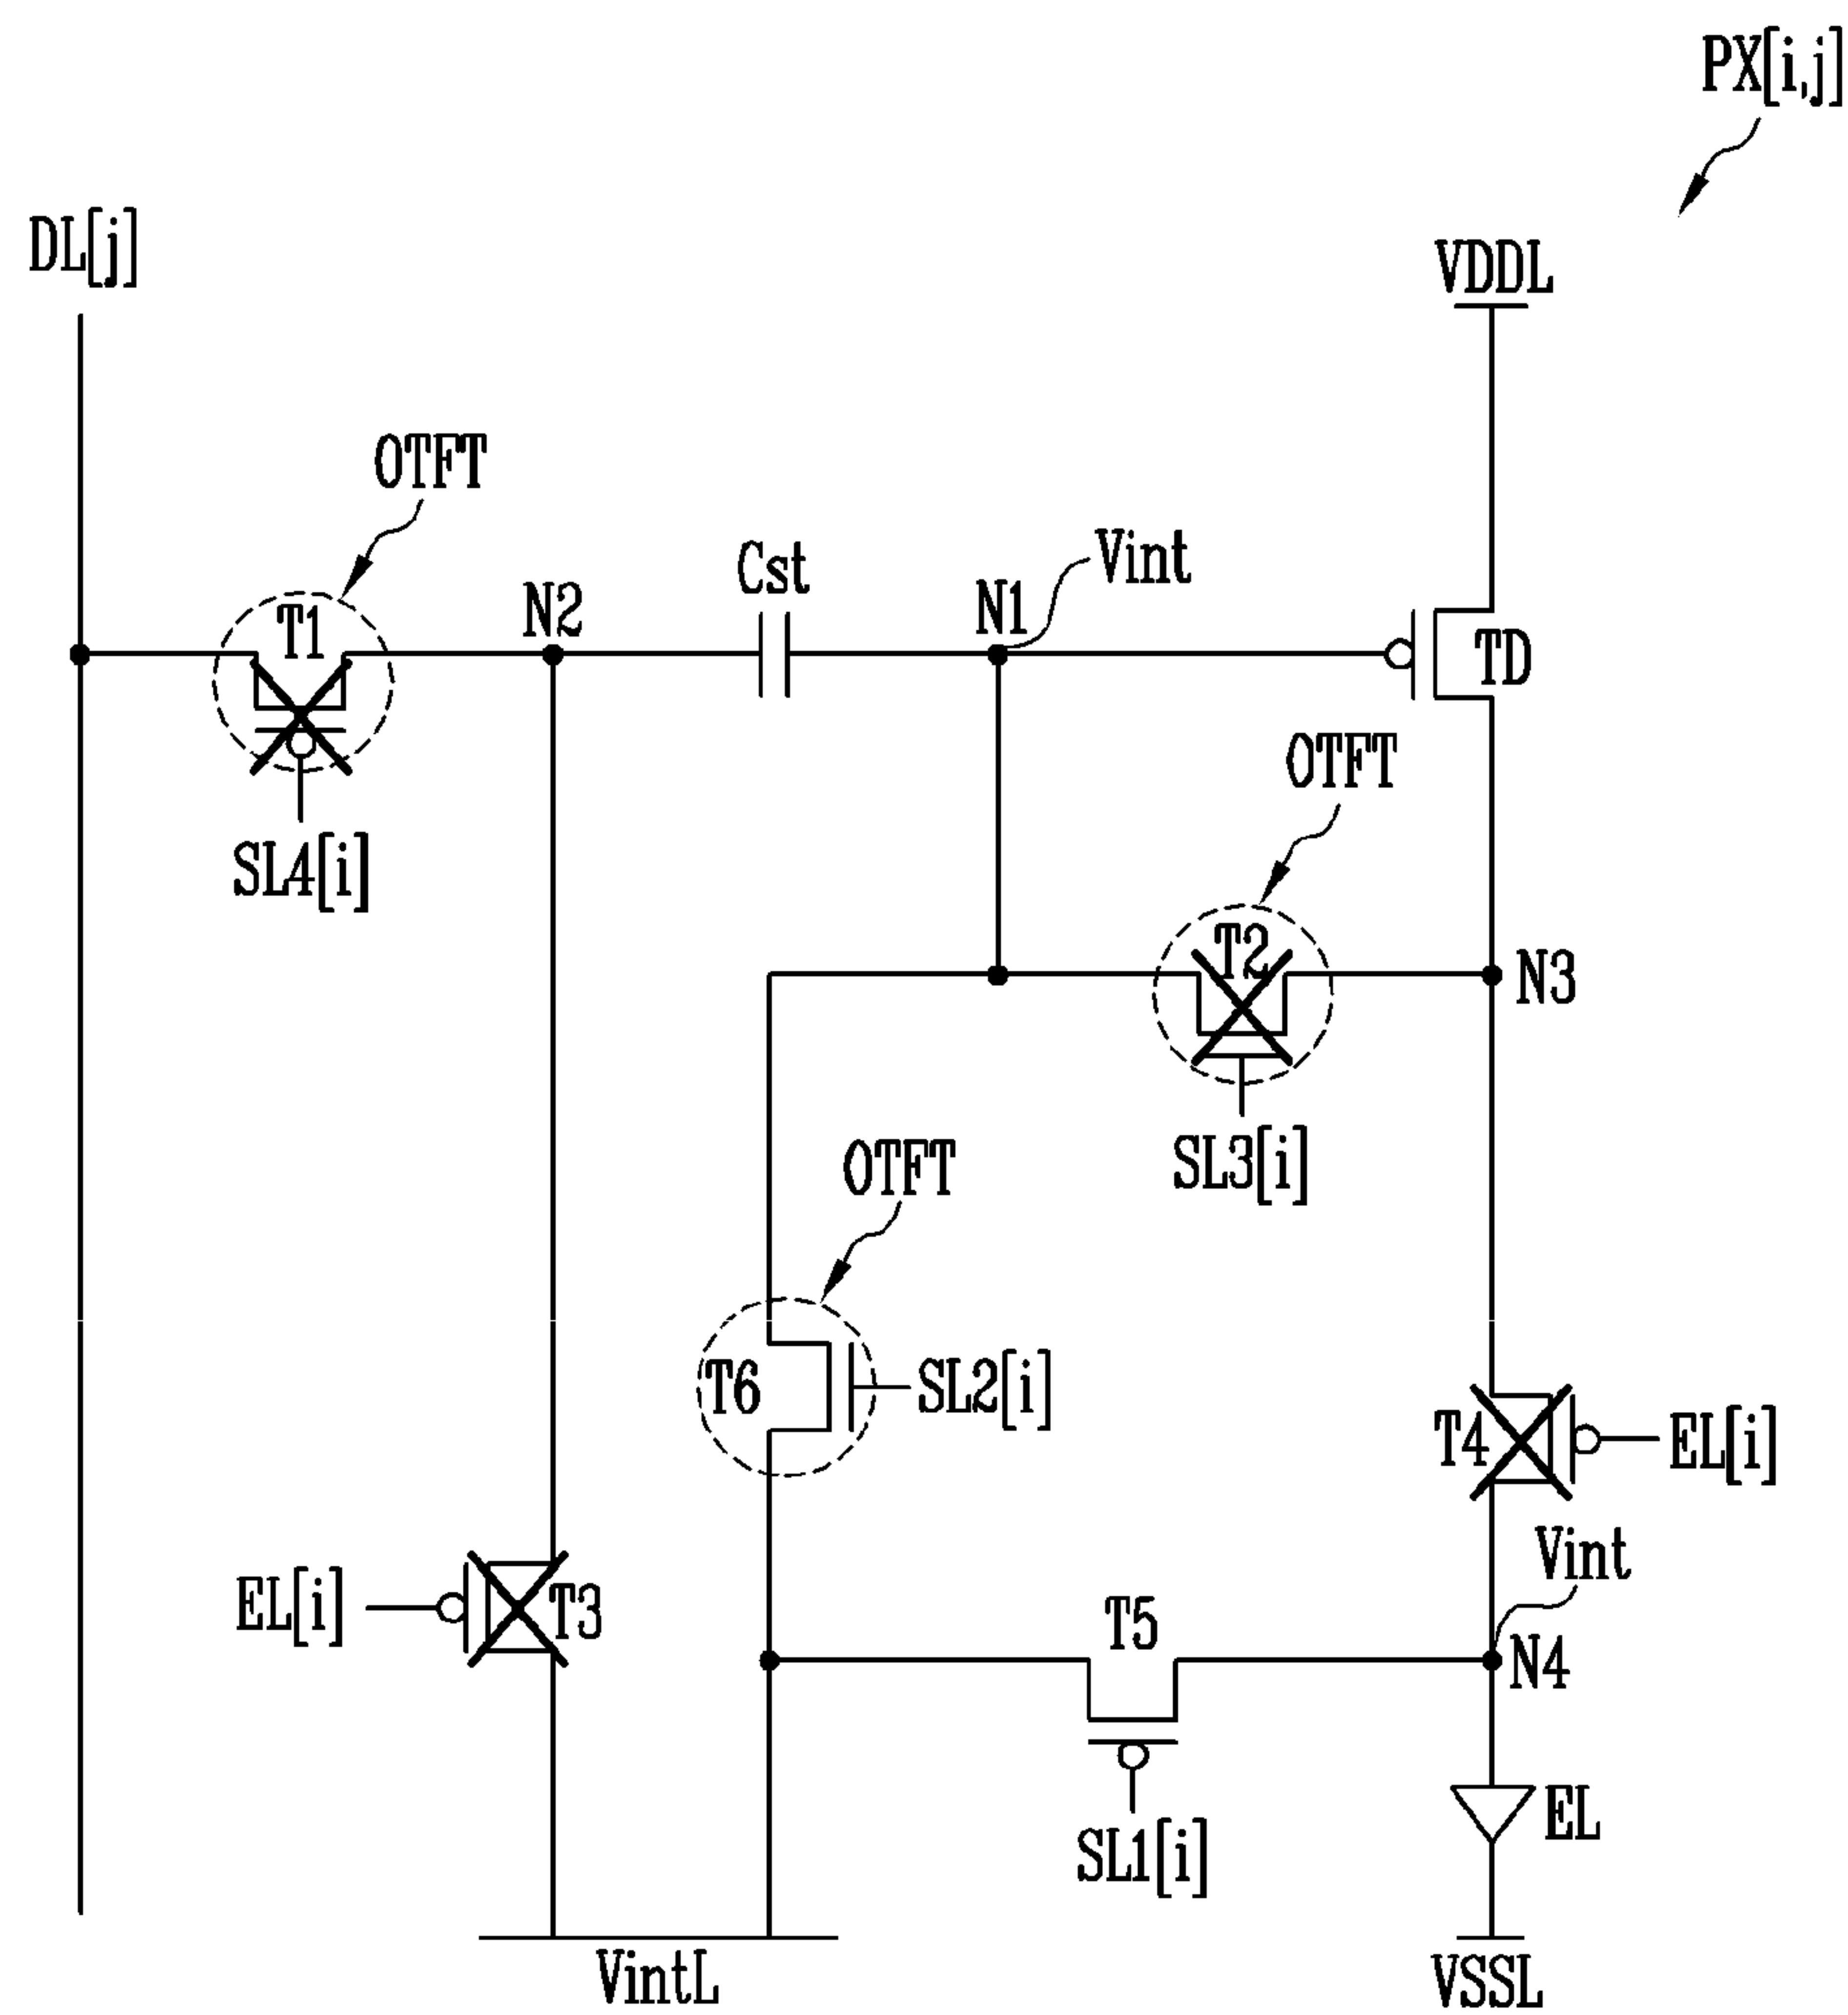 PX[i,j]
DL[j]
VDDL
OTFT
Vint
Cst
N1
N2
T1
TD
OTFT
SL4[i]
T2
N3
SL3[i]
OTFT
T6
SL2[i]
T4
EL[i]
Vint
EL[i]
T3
T5
N4
EL
SL1[i]
VintL
VSSL